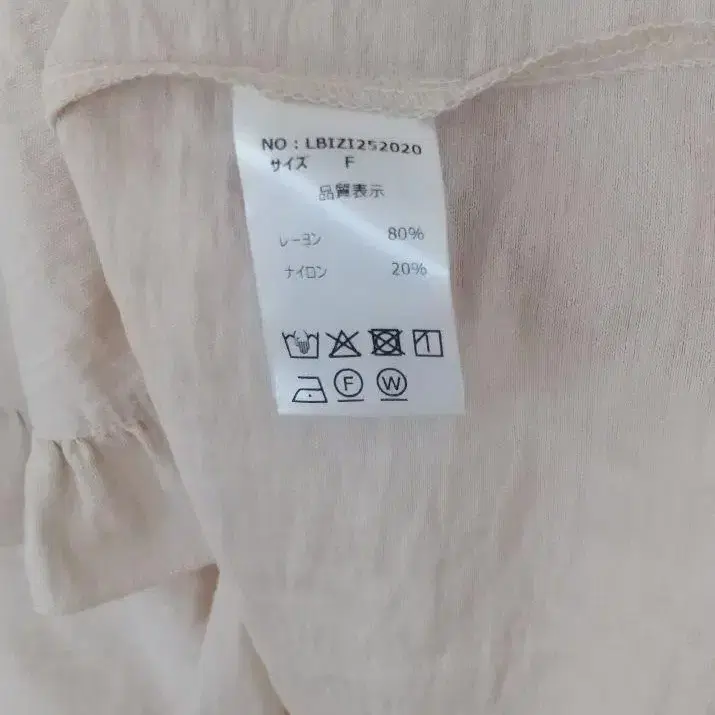 NO : LBIZI252020
サイズ F
品質表示
レーヨン 80%
ナイロン 20%
F W